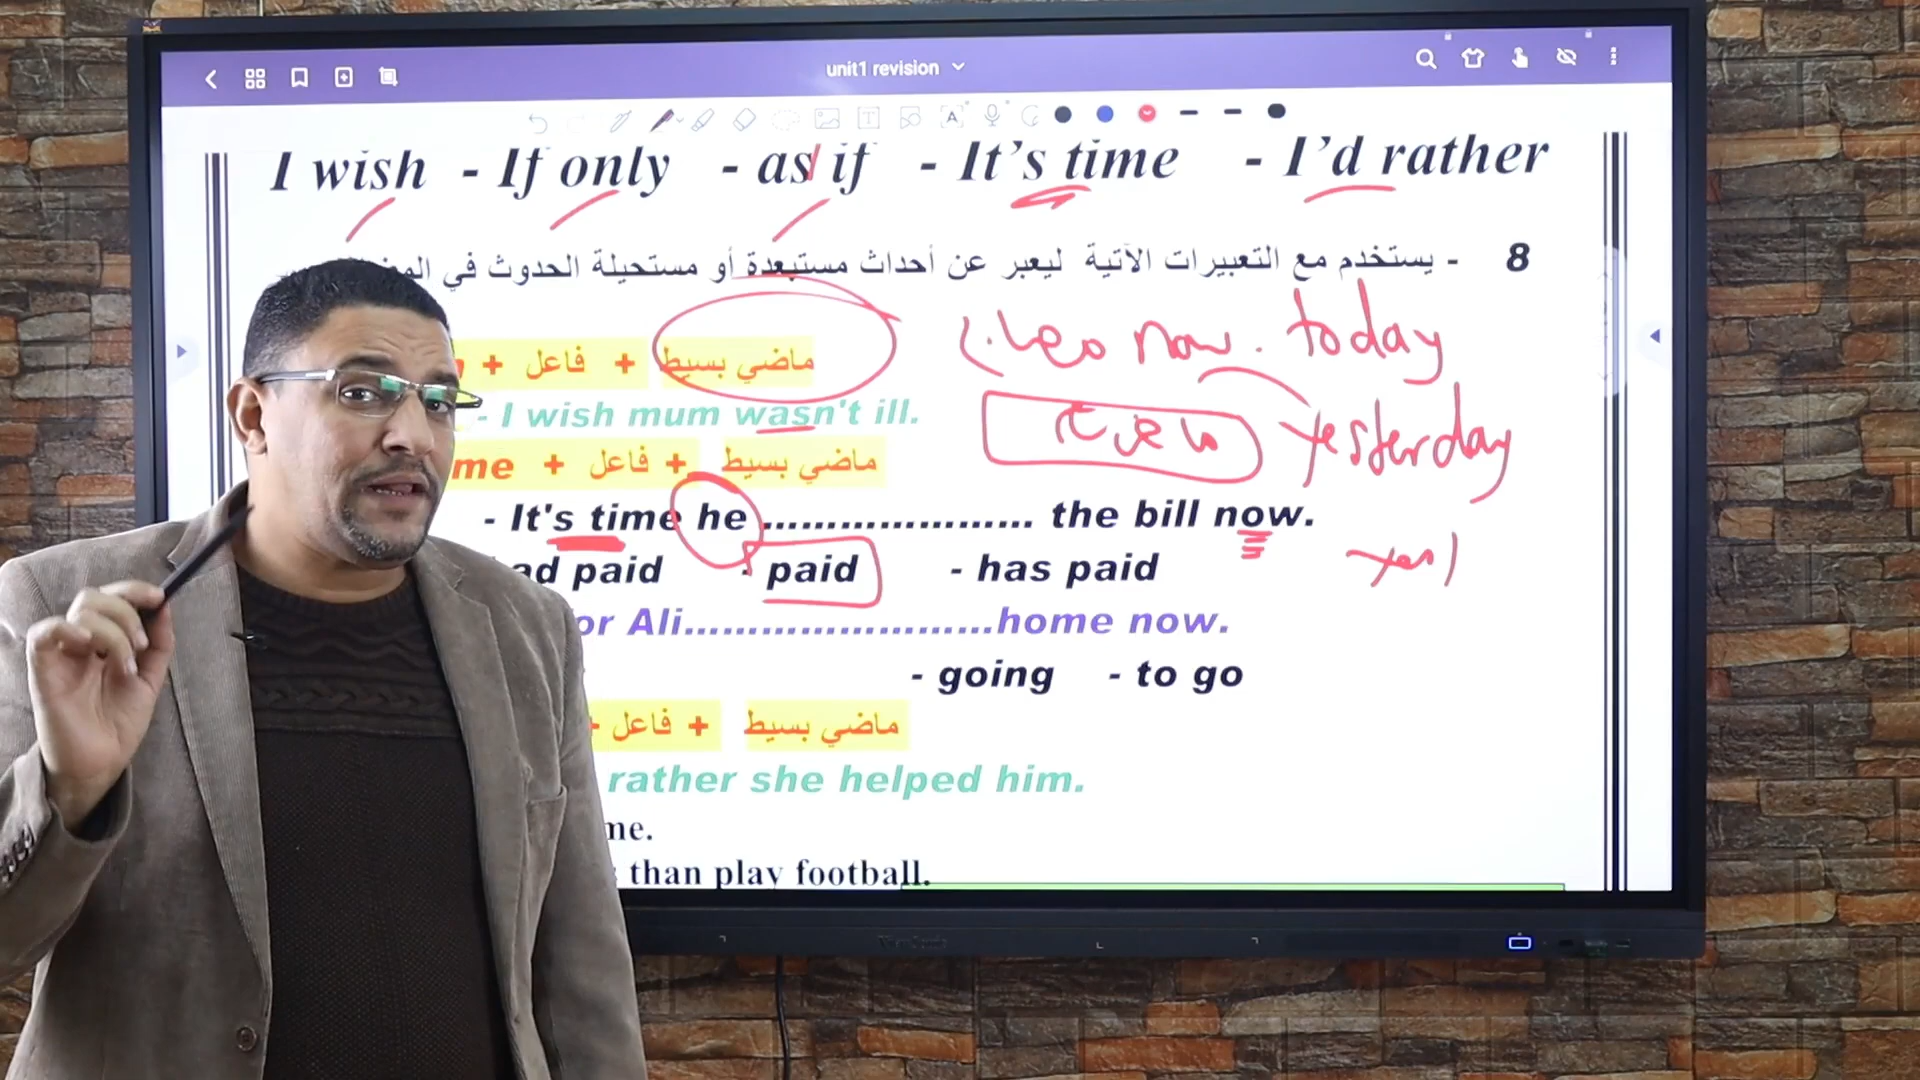 unit1 revision
I wish - If only - as if - It's time - I'd rather
8 - يستخدم مع التعبيرات الآتية ليعبر عن أحداث مستبعدة أو مستحيلة الحدوث في
+ فاعل + ماضي بسيط
now. today
- I wish mum wasn't ill.
yesterday
me + فاعل + ماضي بسيط
- It's time he ........................... the bill now.
ad paid - paid - has paid
or Ali...........................home now.
- going - to go
+ فاعل + ماضي بسيط
rather she helped him.
me.
than play football.